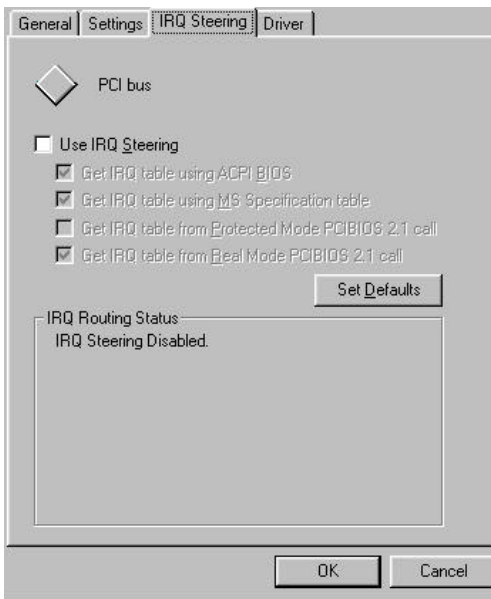 General Settings IRQ Steering Driver
PCI bus
Use IRQ Steering
Get IRQ table using ACPI BIOS
Get IRQ table using MS Specification table
Get IRQ table from Protected Mode PCIBIOS 2.1 call
Get IRQ table from Real Mode PCIBIOS 2.1 call
Set Defaults
IRQ Routing Status
IRQ Steering Disabled.
OK Cancel